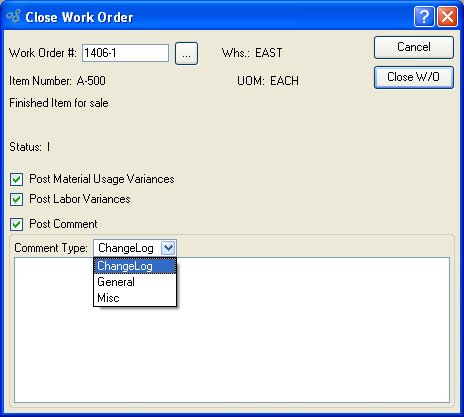 Close Work Order
Work Order #: 1406-1 ... Whs.: EAST Cancel
Item Number: A-500 UOM: EACH Close W/O
Finished Item for sale
Status: I
Post Material Usage Variances
Post Labor Variances
Post Comment
Comment Type: ChangeLog
ChangeLog
General
Misc